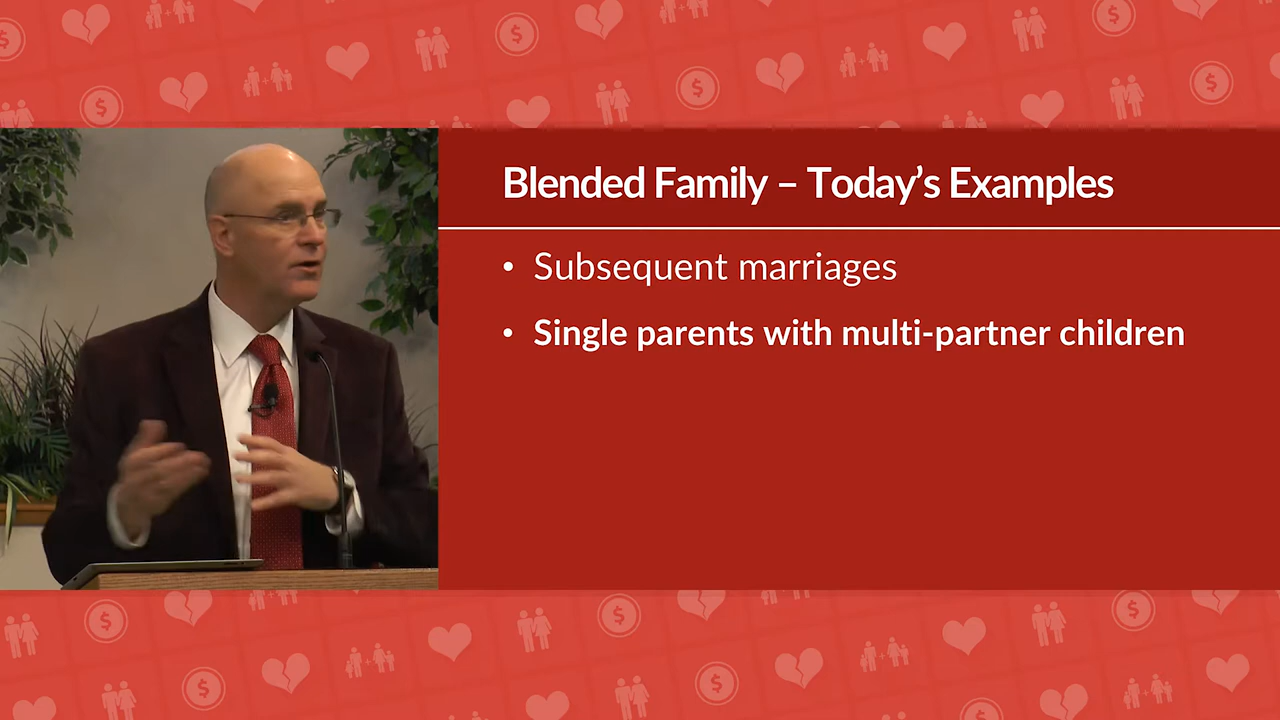 Blended Family – Today’s Examples
• Subsequent marriages
• Single parents with multi-partner children